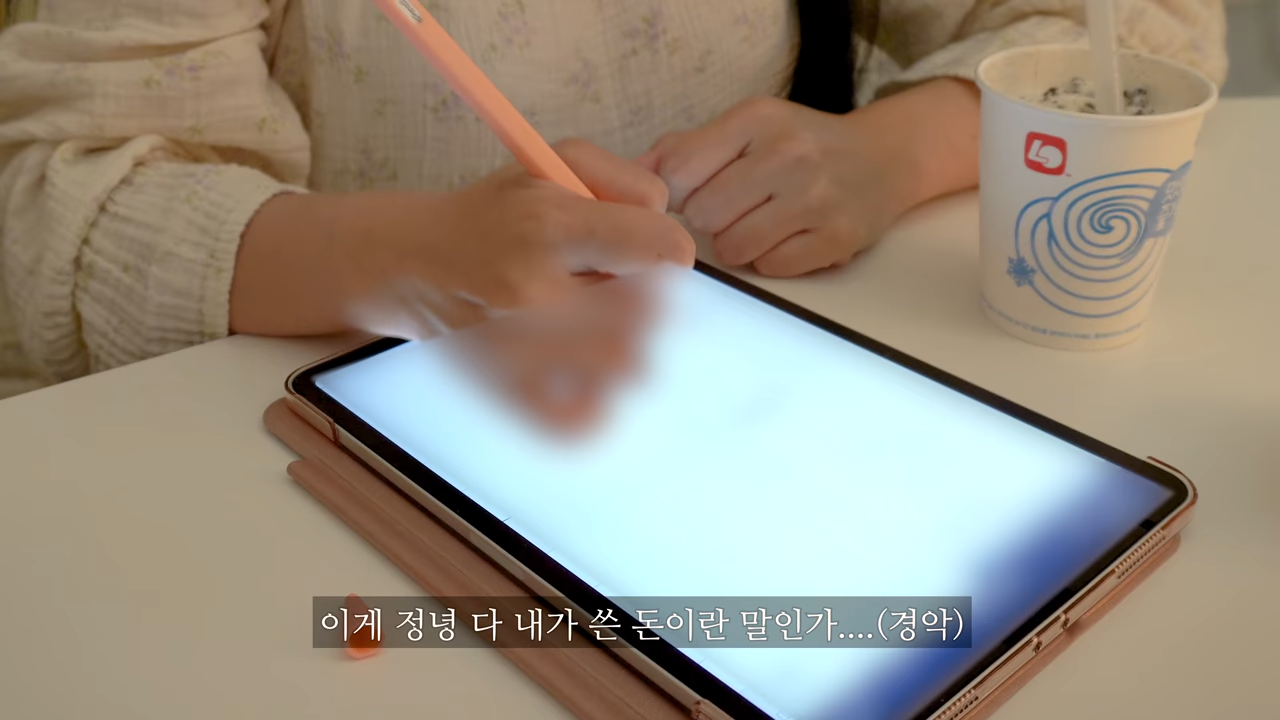 이게 정녕 다 내가 쓴 돈이란 말인가....(경악)